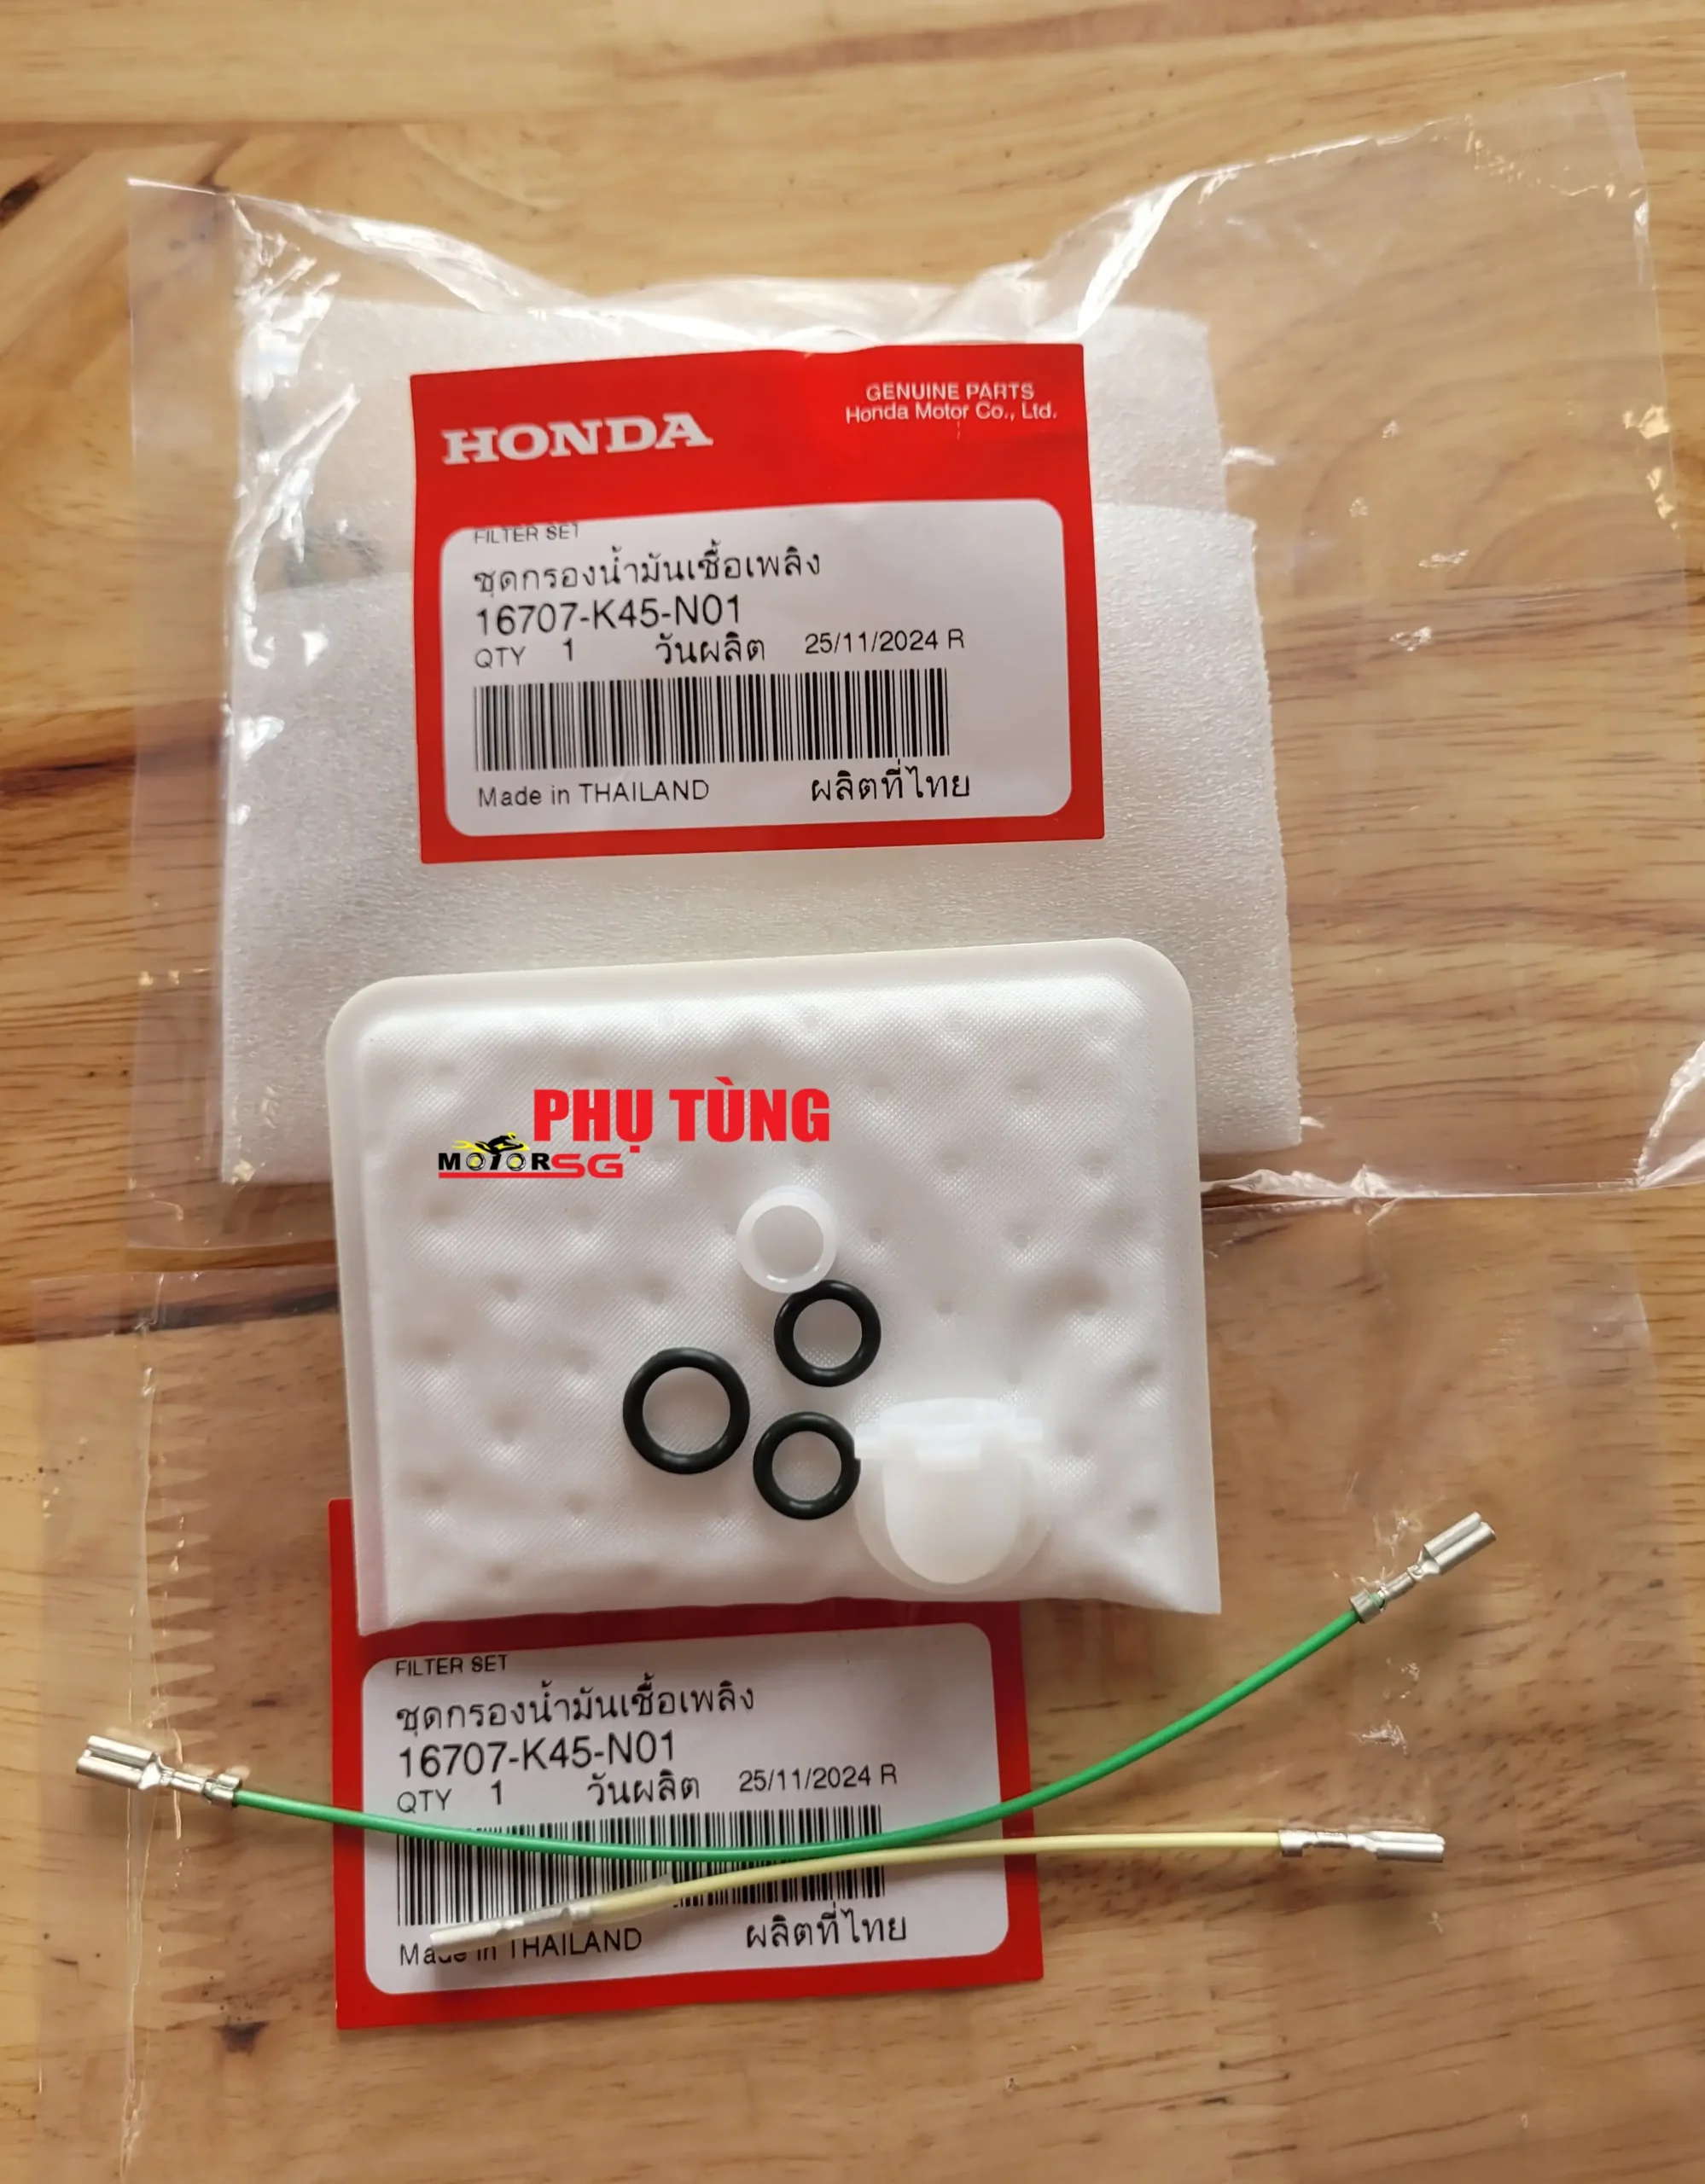 HONDA
GENUINE PARTS
Honda Motor Co., Ltd.
FILTER SET
ชุดกรองน้ำมันเชื้อเพลิง
16707-K45-N01
QTY 1 วันผลิต 25/11/2024 R
Made in THAILAND ผลิตที่ไทย
PHỤ TÙNG
MOTORSG
FILTER SET
ชุดกรองน้ำมันเชื้อเพลิง
16707-K45-N01
QTY 1 วันผลิต 25/11/2024 R
Made in THAILAND ผลิตที่ไทย